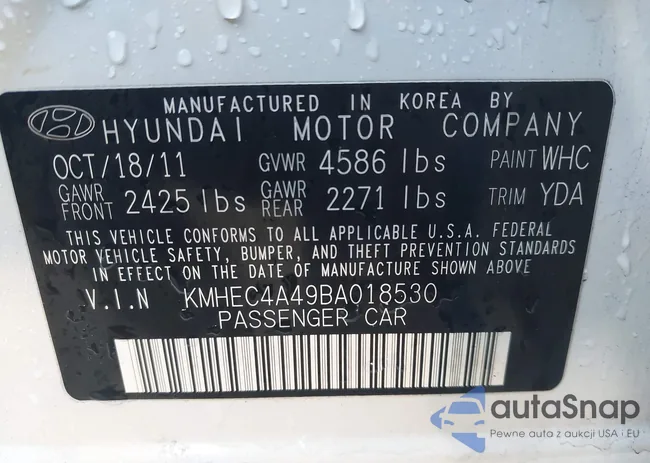 MANUFACTURED IN KOREA BY
HYUNDAI MOTOR COMPANY
OCT/18/11 GVWR 4586 lbs PAINT WHC
GAWR FRONT 2425 lbs GAWR REAR 2271 lbs TRIM YDA
THIS VEHICLE CONFORMS TO ALL APPLICABLE U.S.A. FEDERAL
MOTOR VEHICLE SAFETY, BUMPER, AND THEFT PREVENTION STANDARDS
IN EFFECT ON THE DATE OF MANUFACTURE SHOWN ABOVE
V.I.N KMHEC4A49BA018530
PASSENGER CAR
autaSnap
Pewne auta z aukcji USA i EU